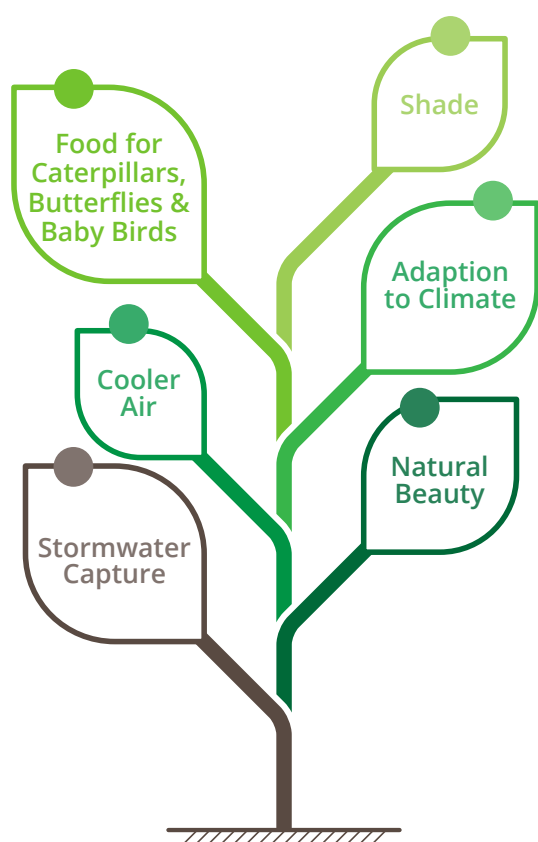 Shade
Food for
Caterpillars,
Butterflies &
Baby Birds
Adaption
to Climate
Cooler
Air
Natural
Beauty
Stormwater
Capture